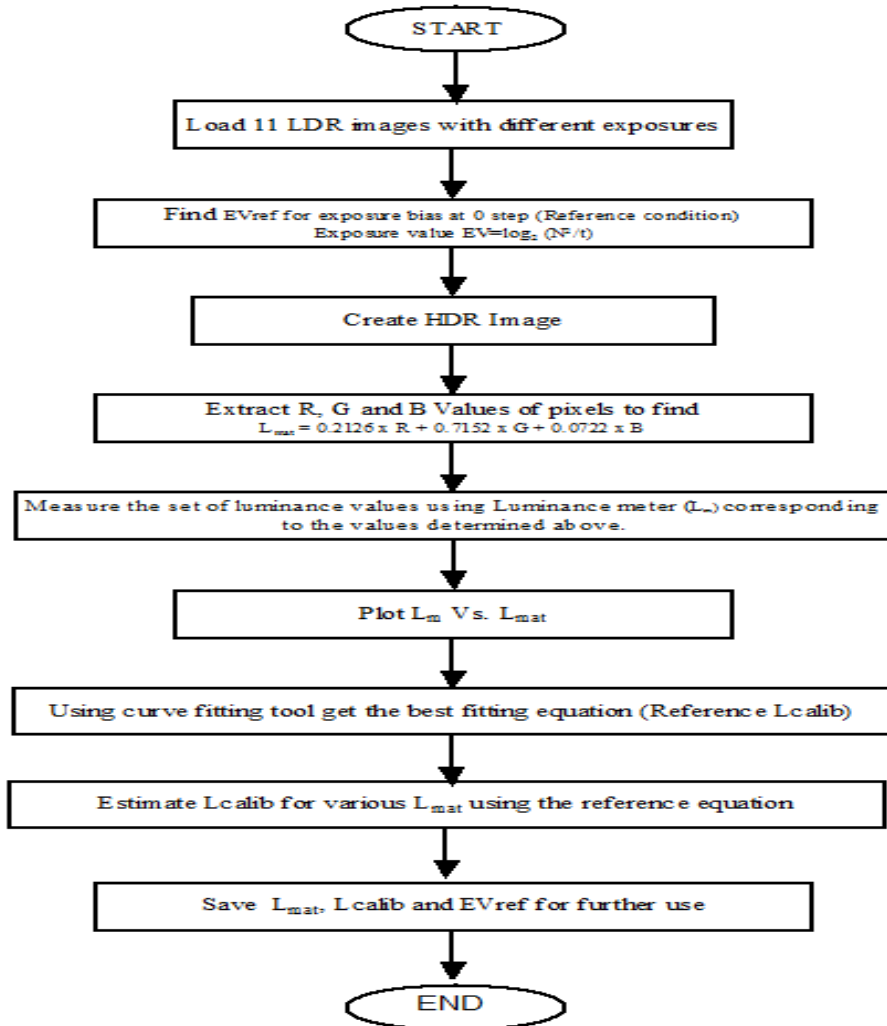 START
Load 11 LDR images with different exposures
Find EVref for exposure bias at 0 step (Reference condition)
Exposure value EV=log₂ (N²/t)
Create HDR Image
Extract R, G and B Values of pixels to find
Lmat = 0.2126 x R + 0.7152 x G + 0.0722 x B
Measure the set of luminance values using Luminance meter (Lm) corresponding
to the values determined above.
Plot Lm Vs. Lmat
Using curve fitting tool get the best fitting equation (Reference Lcalib)
Estimate Lcalib for various Lmat using the reference equation
Save Lmat, Lcalib and EVref for further use
END